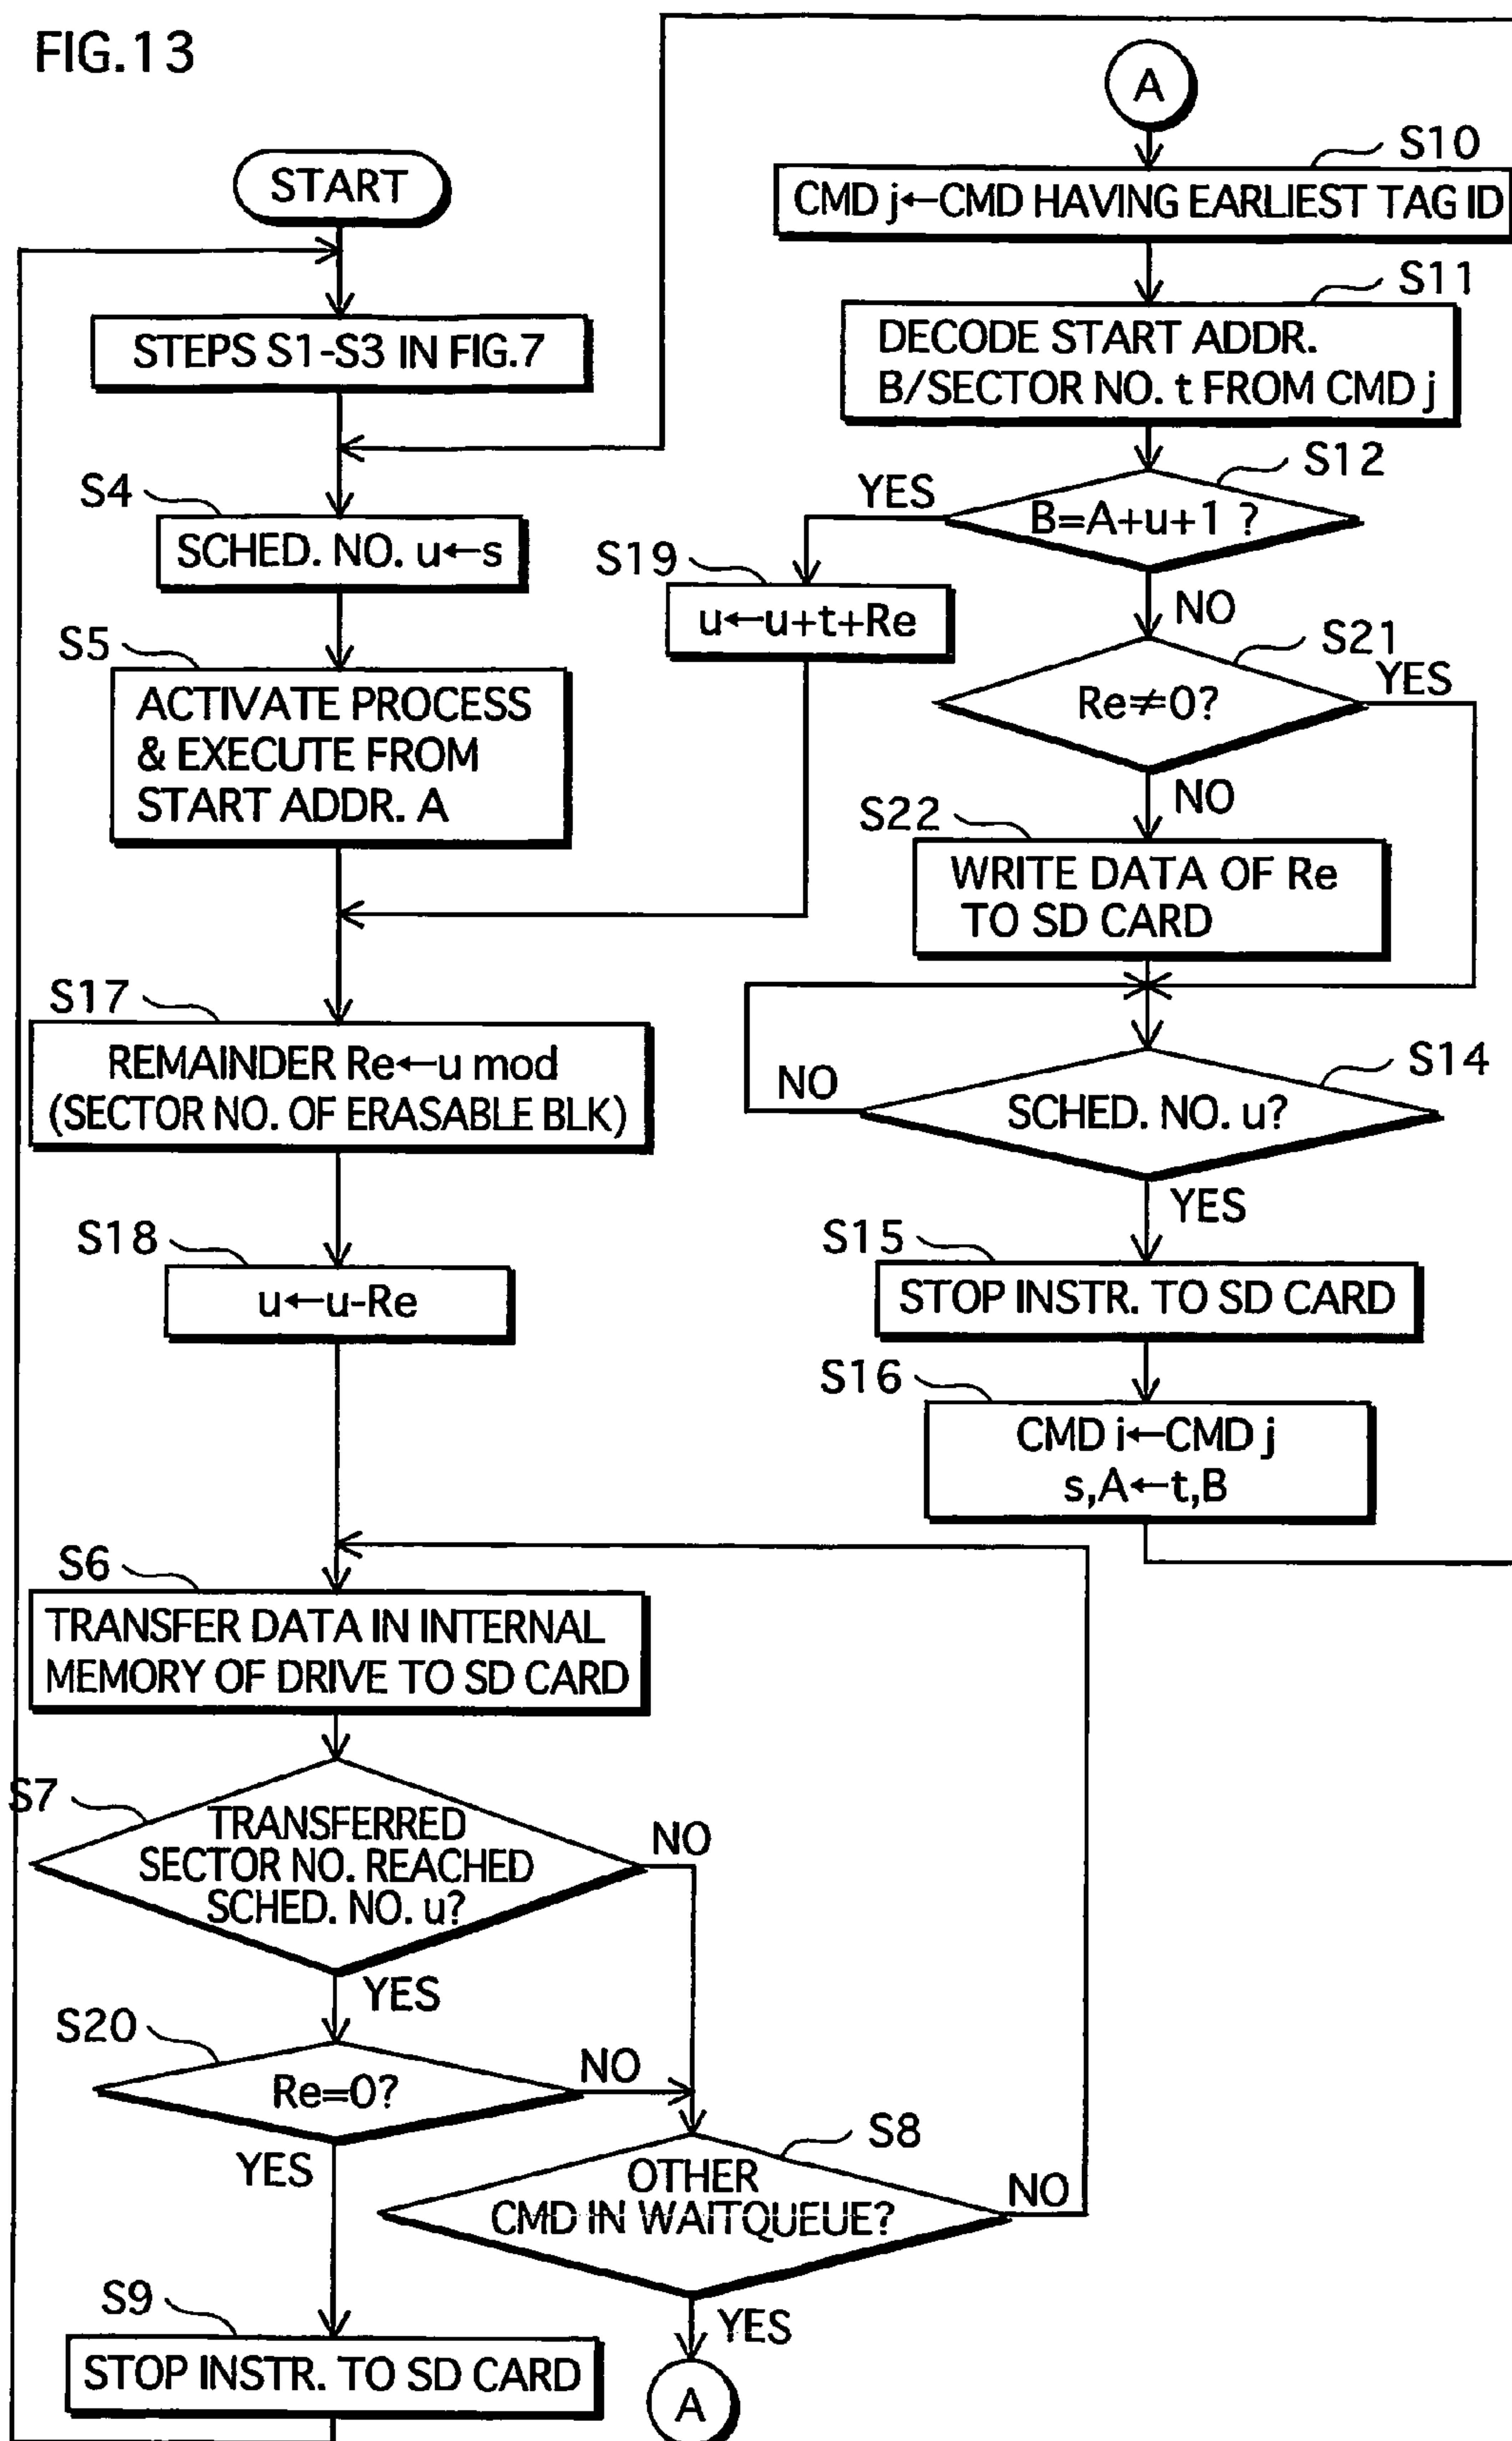 FIG.13
START
STEPS S1-S3 IN FIG.7
S4
SCHED. NO. u←s
S5
ACTIVATE PROCESS
& EXECUTE FROM
START ADDR. A
S17
REMAINDER Re←u mod
(SECTOR NO. OF ERASABLE BLK)
S18
u←u-Re
S6
TRANSFER DATA IN INTERNAL
MEMORY OF DRIVE TO SD CARD
S7
TRANSFERRED
SECTOR NO. REACHED
SCHED. NO. u?
NO
YES
S20
Re=0?
NO
YES
S8
OTHER
CMD IN WAITQUEUE?
NO
YES
A
S9
STOP INSTR. TO SD CARD
A
S10
CMD j←CMD HAVING EARLIEST TAG ID
S11
DECODE START ADDR.
B/SECTOR NO. t FROM CMD j
S12
B=A+u+1 ?
YES
NO
S19
u←u+t+Re
S21
Re≠0?
YES
NO
S22
WRITE DATA OF Re
TO SD CARD
S14
SCHED. NO. u?
NO
YES
S15
STOP INSTR. TO SD CARD
S16
CMD i←CMD j
s,A←t,B